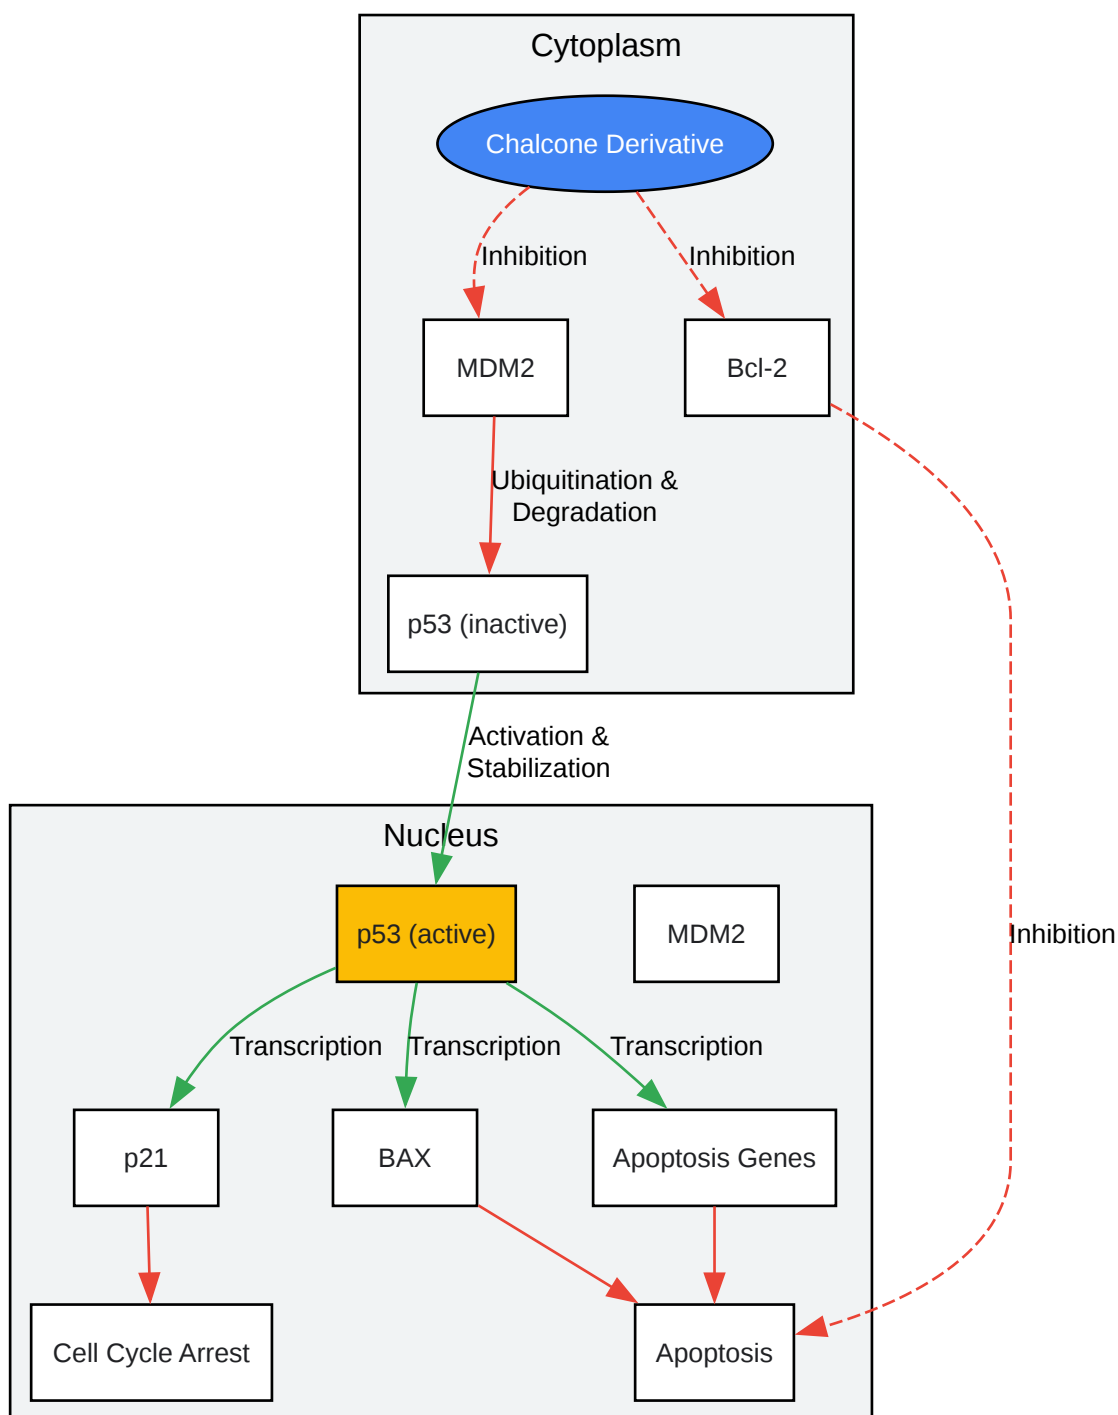 Cytoplasm
Chalcone Derivative
Inhibition
Inhibition
MDM2
Bcl-2
Ubiquitination &
Degradation
p53 (inactive)
Activation &
Stabilization
Nucleus
p53 (active)
MDM2
Inhibition
Transcription
Transcription
Transcription
p21
BAX
Apoptosis Genes
Cell Cycle Arrest
Apoptosis